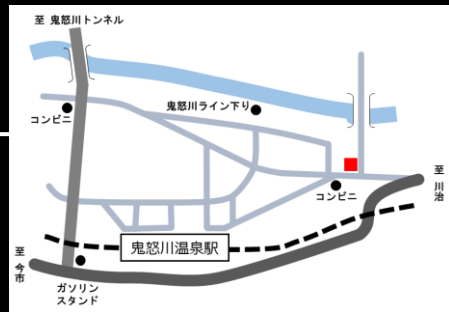 至 鬼怒川トンネル
鬼怒川ライン下り
コンビニ
至 川治
コンビニ
鬼怒川温泉駅
至 今市
ガソリン
スタンド